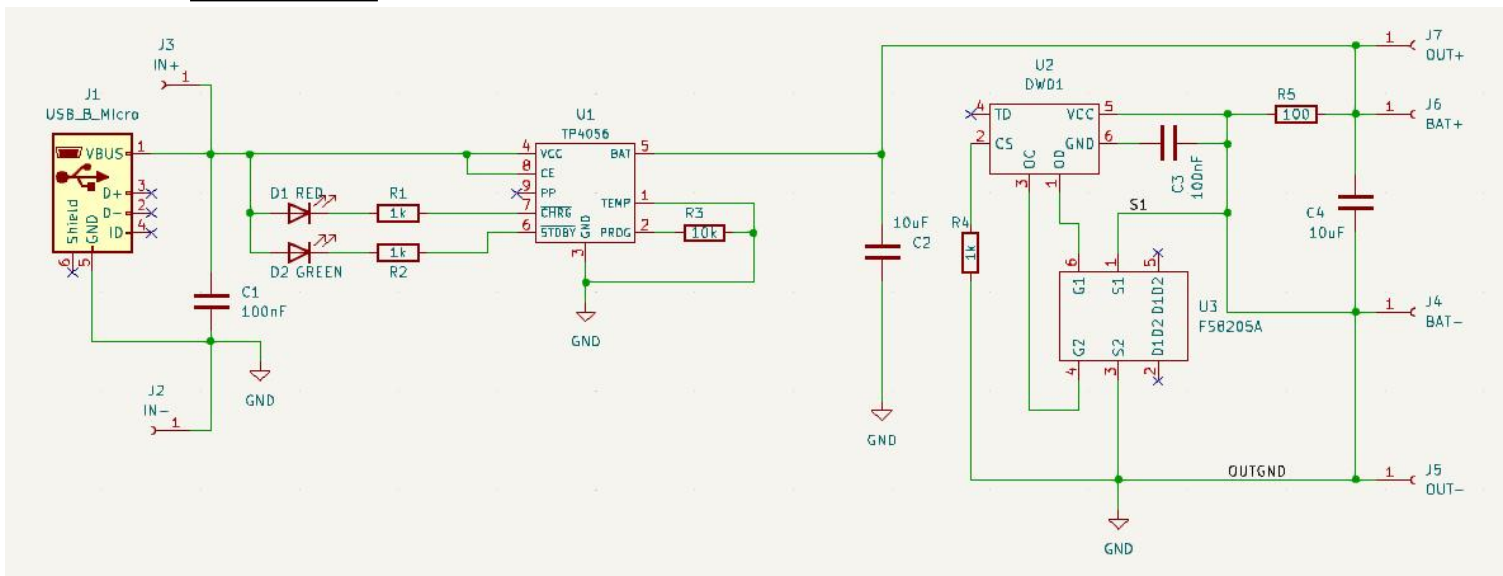 J3
IN+
1
J1
USB_B_Micro
VBUS 1
D+ 3
D- 2
ID 4
Shield
GND
6
5
D1 RED
R1
1k
D2 GREEN
1k
R2
C1
100nF
GND
J2
IN-
1
U1
TP4056
4 VCC
8 CE
9 PP
7 CHRG
6 STDBY
BAT 5
TEMP 1
PROG 2
GND
3
R3
10k
GND
10uF
C2
GND
U2
DW01
4 TD
2 CS
VCC 5
GND 6
OC
OD
3
1
C3
100nF
R5
100
R4
1k
S1
6
1
5
G1
S1
D1D2
U3
FS8205A
G2
S2
D1D2
4
3
2
C4
10uF
OUTGND
GND
1 J7
OUT+
1 J6
BAT+
1 J4
BAT-
1 J5
OUT-